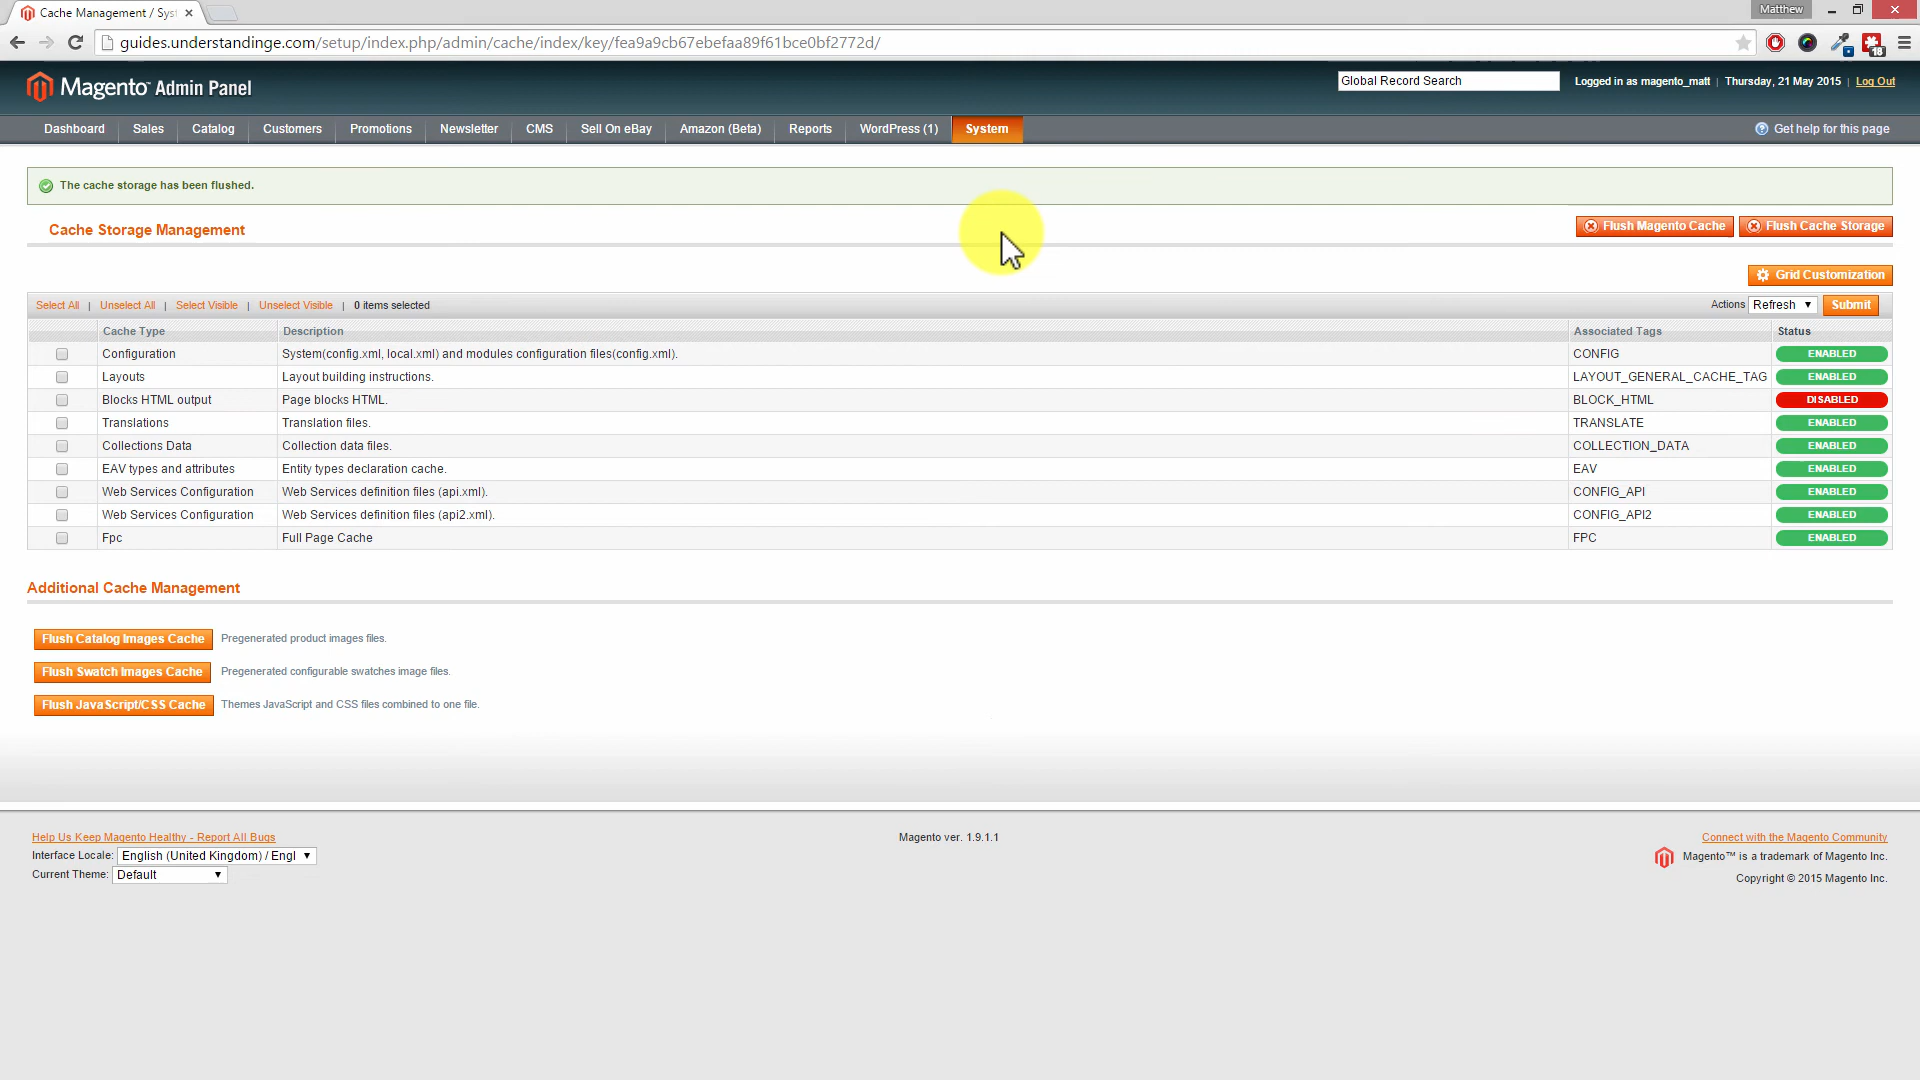 Cache Management / Sys
Matthew
guides.understandinge.com/setup/index.php/admin/cache/index/key/fea9a9cb67ebefaa89f61bce0bf2772d/
18
Magento™ Admin Panel
Global Record Search
Logged in as magento_matt | Thursday, 21 May 2015 | Log Out
Dashboard Sales Catalog Customers Promotions Newsletter CMS Sell On eBay Amazon (Beta) Reports WordPress (1) System
Get help for this page
The cache storage has been flushed.
Cache Storage Management
Flush Magento Cache Flush Cache Storage
Grid Customization
Select All | Unselect All | Select Visible | Unselect Visible | 0 items selected
Actions Refresh Submit
Cache Type Description Associated Tags Status
Configuration System(config.xml, local.xml) and modules configuration files(config.xml). CONFIG ENABLED
Layouts Layout building instructions. LAYOUT_GENERAL_CACHE_TAG ENABLED
Blocks HTML output Page blocks HTML. BLOCK_HTML DISABLED
Translations Translation files. TRANSLATE ENABLED
Collections Data Collection data files. COLLECTION_DATA ENABLED
EAV types and attributes Entity types declaration cache. EAV ENABLED
Web Services Configuration Web Services definition files (api.xml). CONFIG_API ENABLED
Web Services Configuration Web Services definition files (api2.xml). CONFIG_API2 ENABLED
Fpc Full Page Cache FPC ENABLED
Additional Cache Management
Flush Catalog Images Cache Pregenerated product images files.
Flush Swatch Images Cache Pregenerated configurable swatches image files.
Flush JavaScript/CSS Cache Themes JavaScript and CSS files combined to one file.
Help Us Keep Magento Healthy - Report All Bugs
Magento ver. 1.9.1.1
Connect with the Magento Community
Interface Locale: English (United Kingdom) / Engl
Magento™ is a trademark of Magento Inc.
Current Theme: Default
Copyright © 2015 Magento Inc.